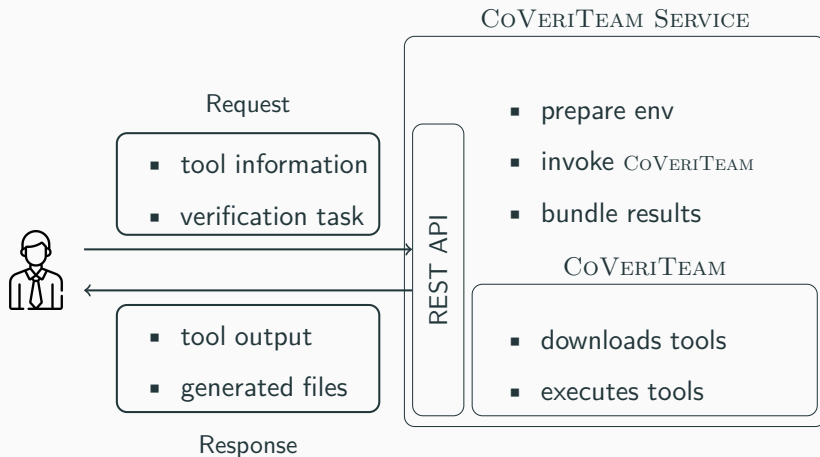 CoVeriTeam Service
Request
▪ tool information
▪ verification task
▪ prepare env
▪ invoke CoVeriTeam
▪ bundle results
REST API
CoVeriTeam
▪ downloads tools
▪ executes tools
▪ tool output
▪ generated files
Response